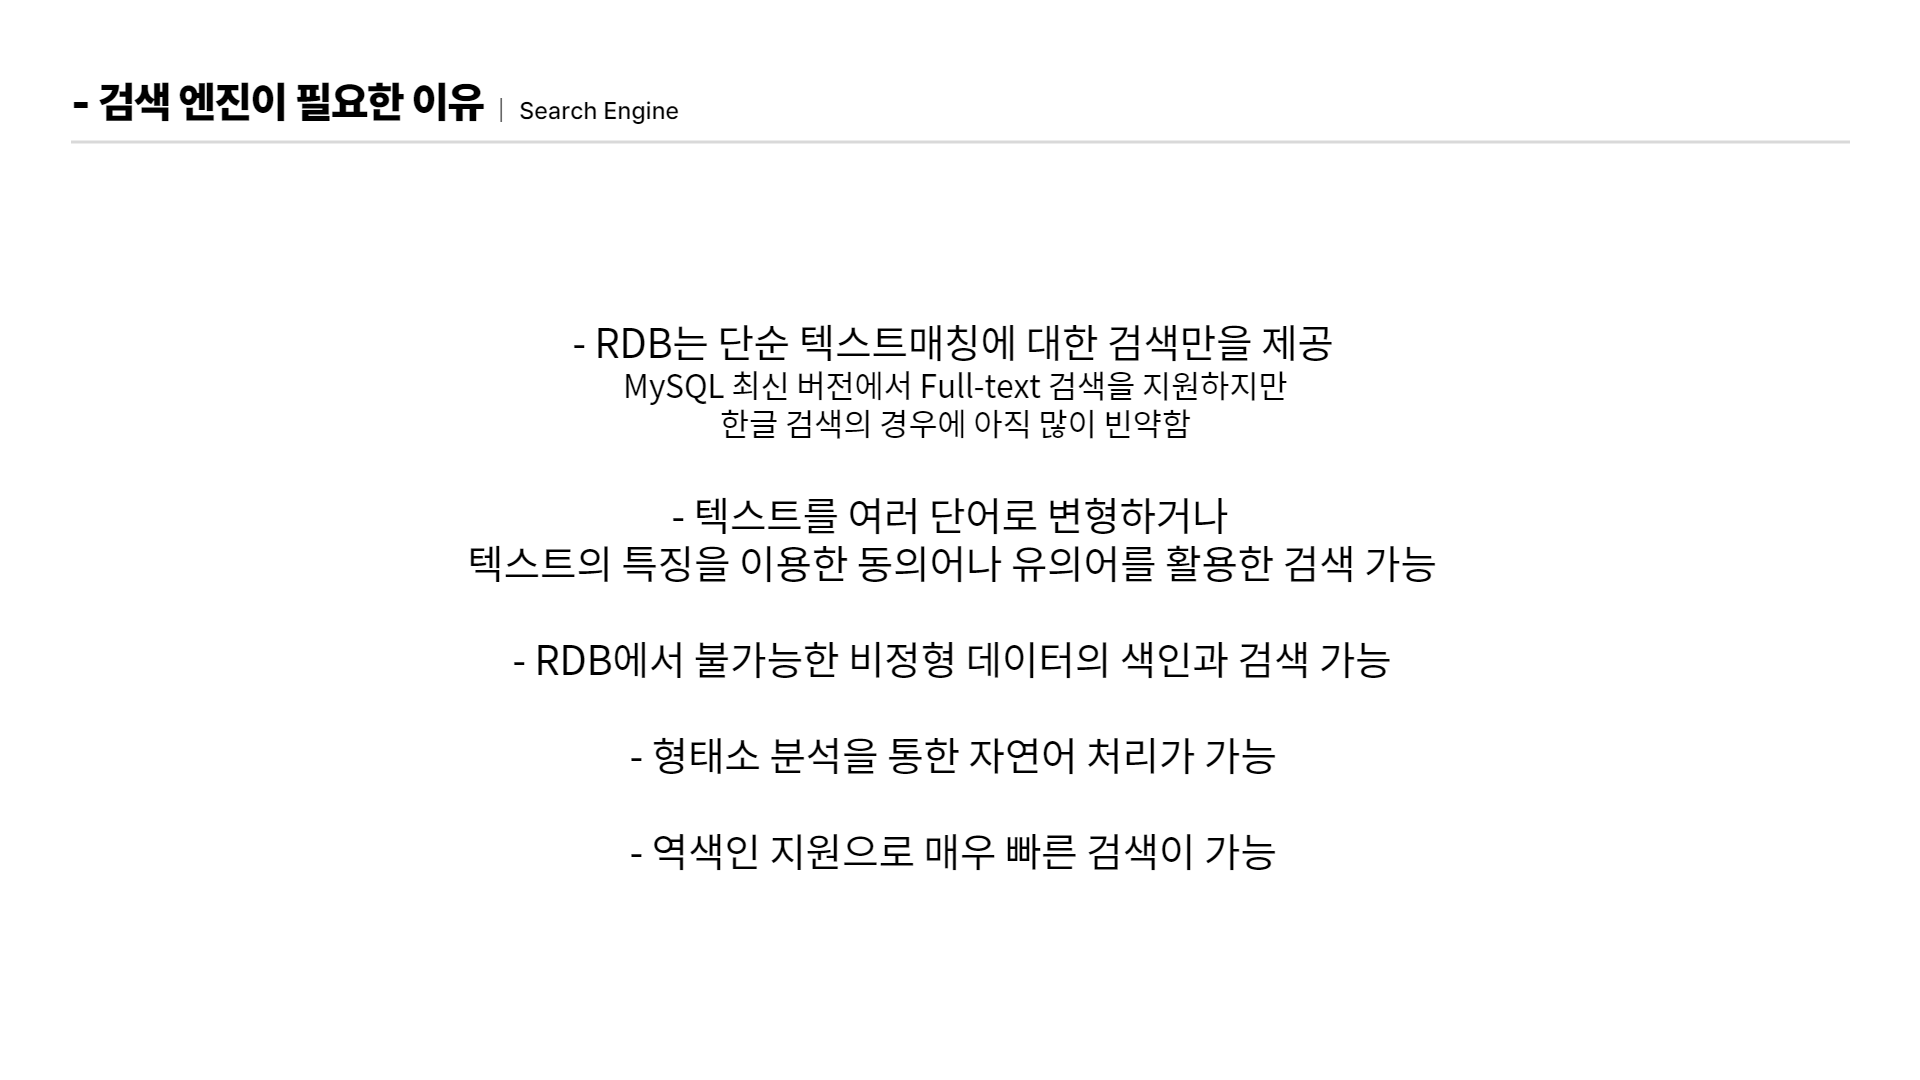 - 검색 엔진이 필요한 이유 | Search Engine
- RDB는 단순 텍스트매칭에 대한 검색만을 제공
MySQL 최신 버전에서 Full-text 검색을 지원하지만
한글 검색의 경우에 아직 많이 빈약함
- 텍스트를 여러 단어로 변형하거나
텍스트의 특징을 이용한 동의어나 유의어를 활용한 검색 가능
- RDB에서 불가능한 비정형 데이터의 색인과 검색 가능
- 형태소 분석을 통한 자연어 처리가 가능
- 역색인 지원으로 매우 빠른 검색이 가능